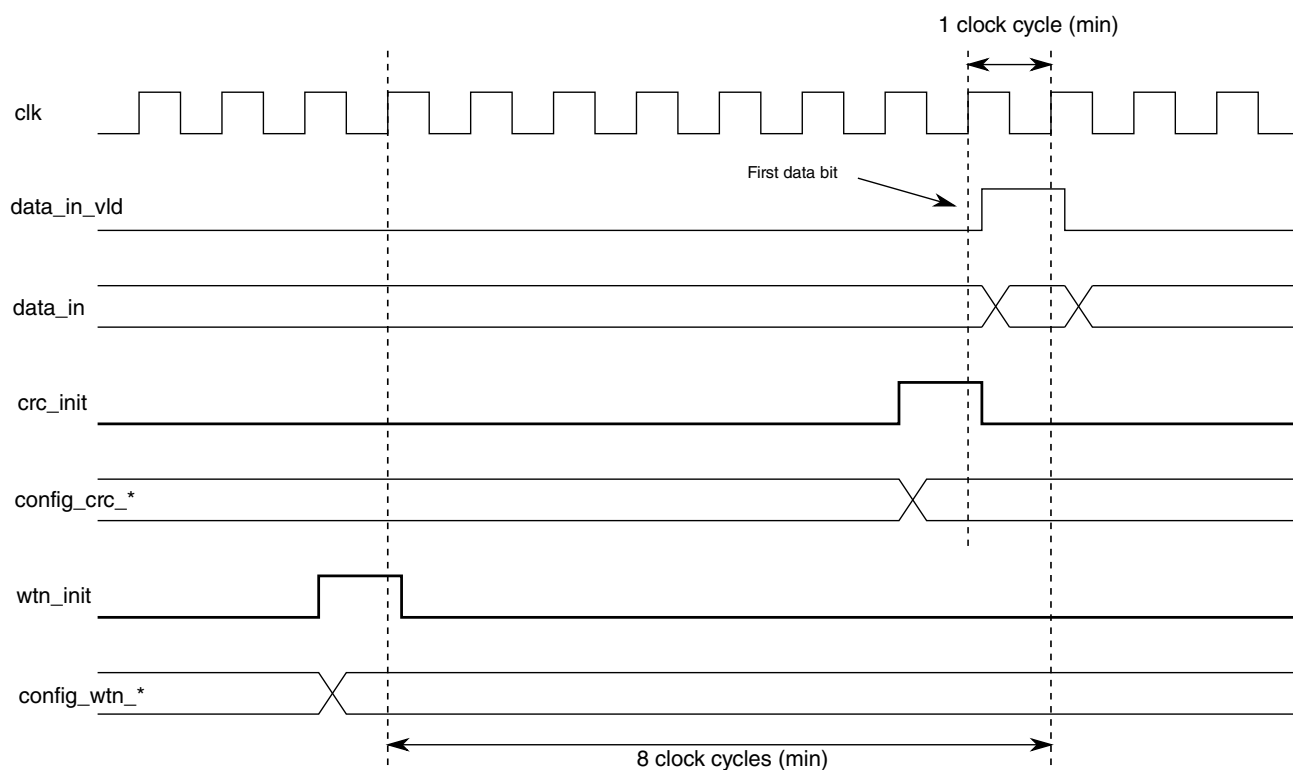 1 clock cycle (min)
clk
First data bit
data_in_vld
data_in
crc_init
config_crc_*
wtn_init
config_wtn_*
8 clock cycles (min)